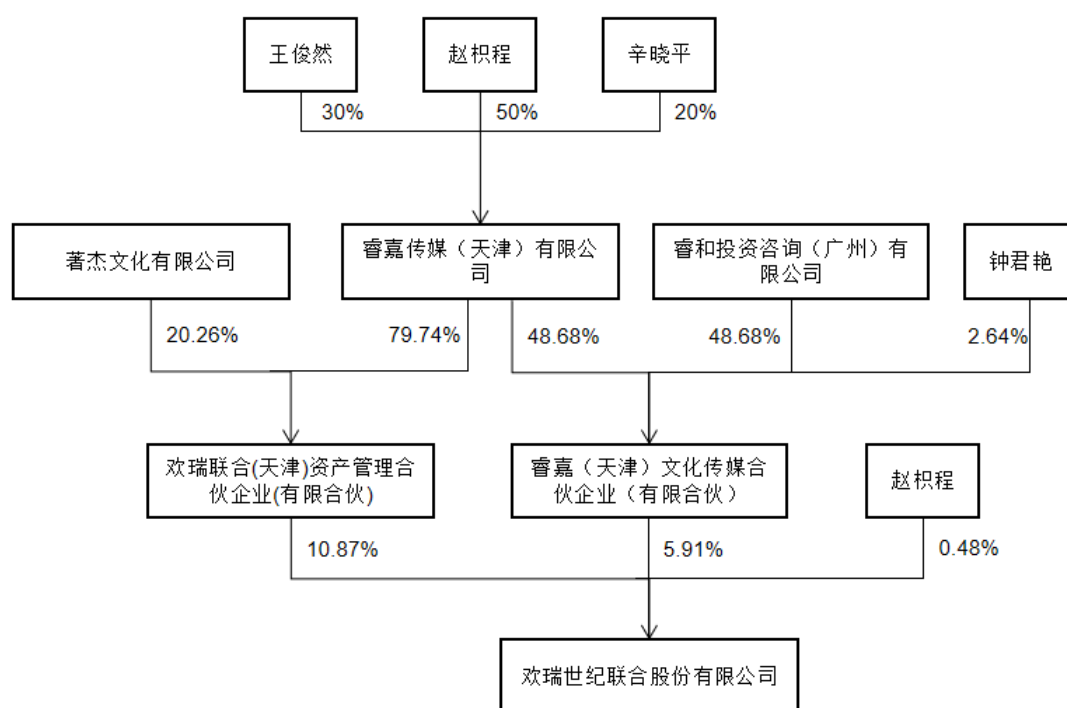 王俊然
赵枳程
辛晓平
30%
50%
20%
著杰文化有限公司
睿嘉传媒（天津）有限公
司
睿和投资咨询（广州）有
限公司
钟君艳
20.26%
79.74%
48.68%
48.68%
2.64%
欢瑞联合(天津)资产管理合
伙企业(有限合伙)
睿嘉（天津）文化传媒合
伙企业（有限合伙）
赵枳程
10.87%
5.91%
0.48%
欢瑞世纪联合股份有限公司